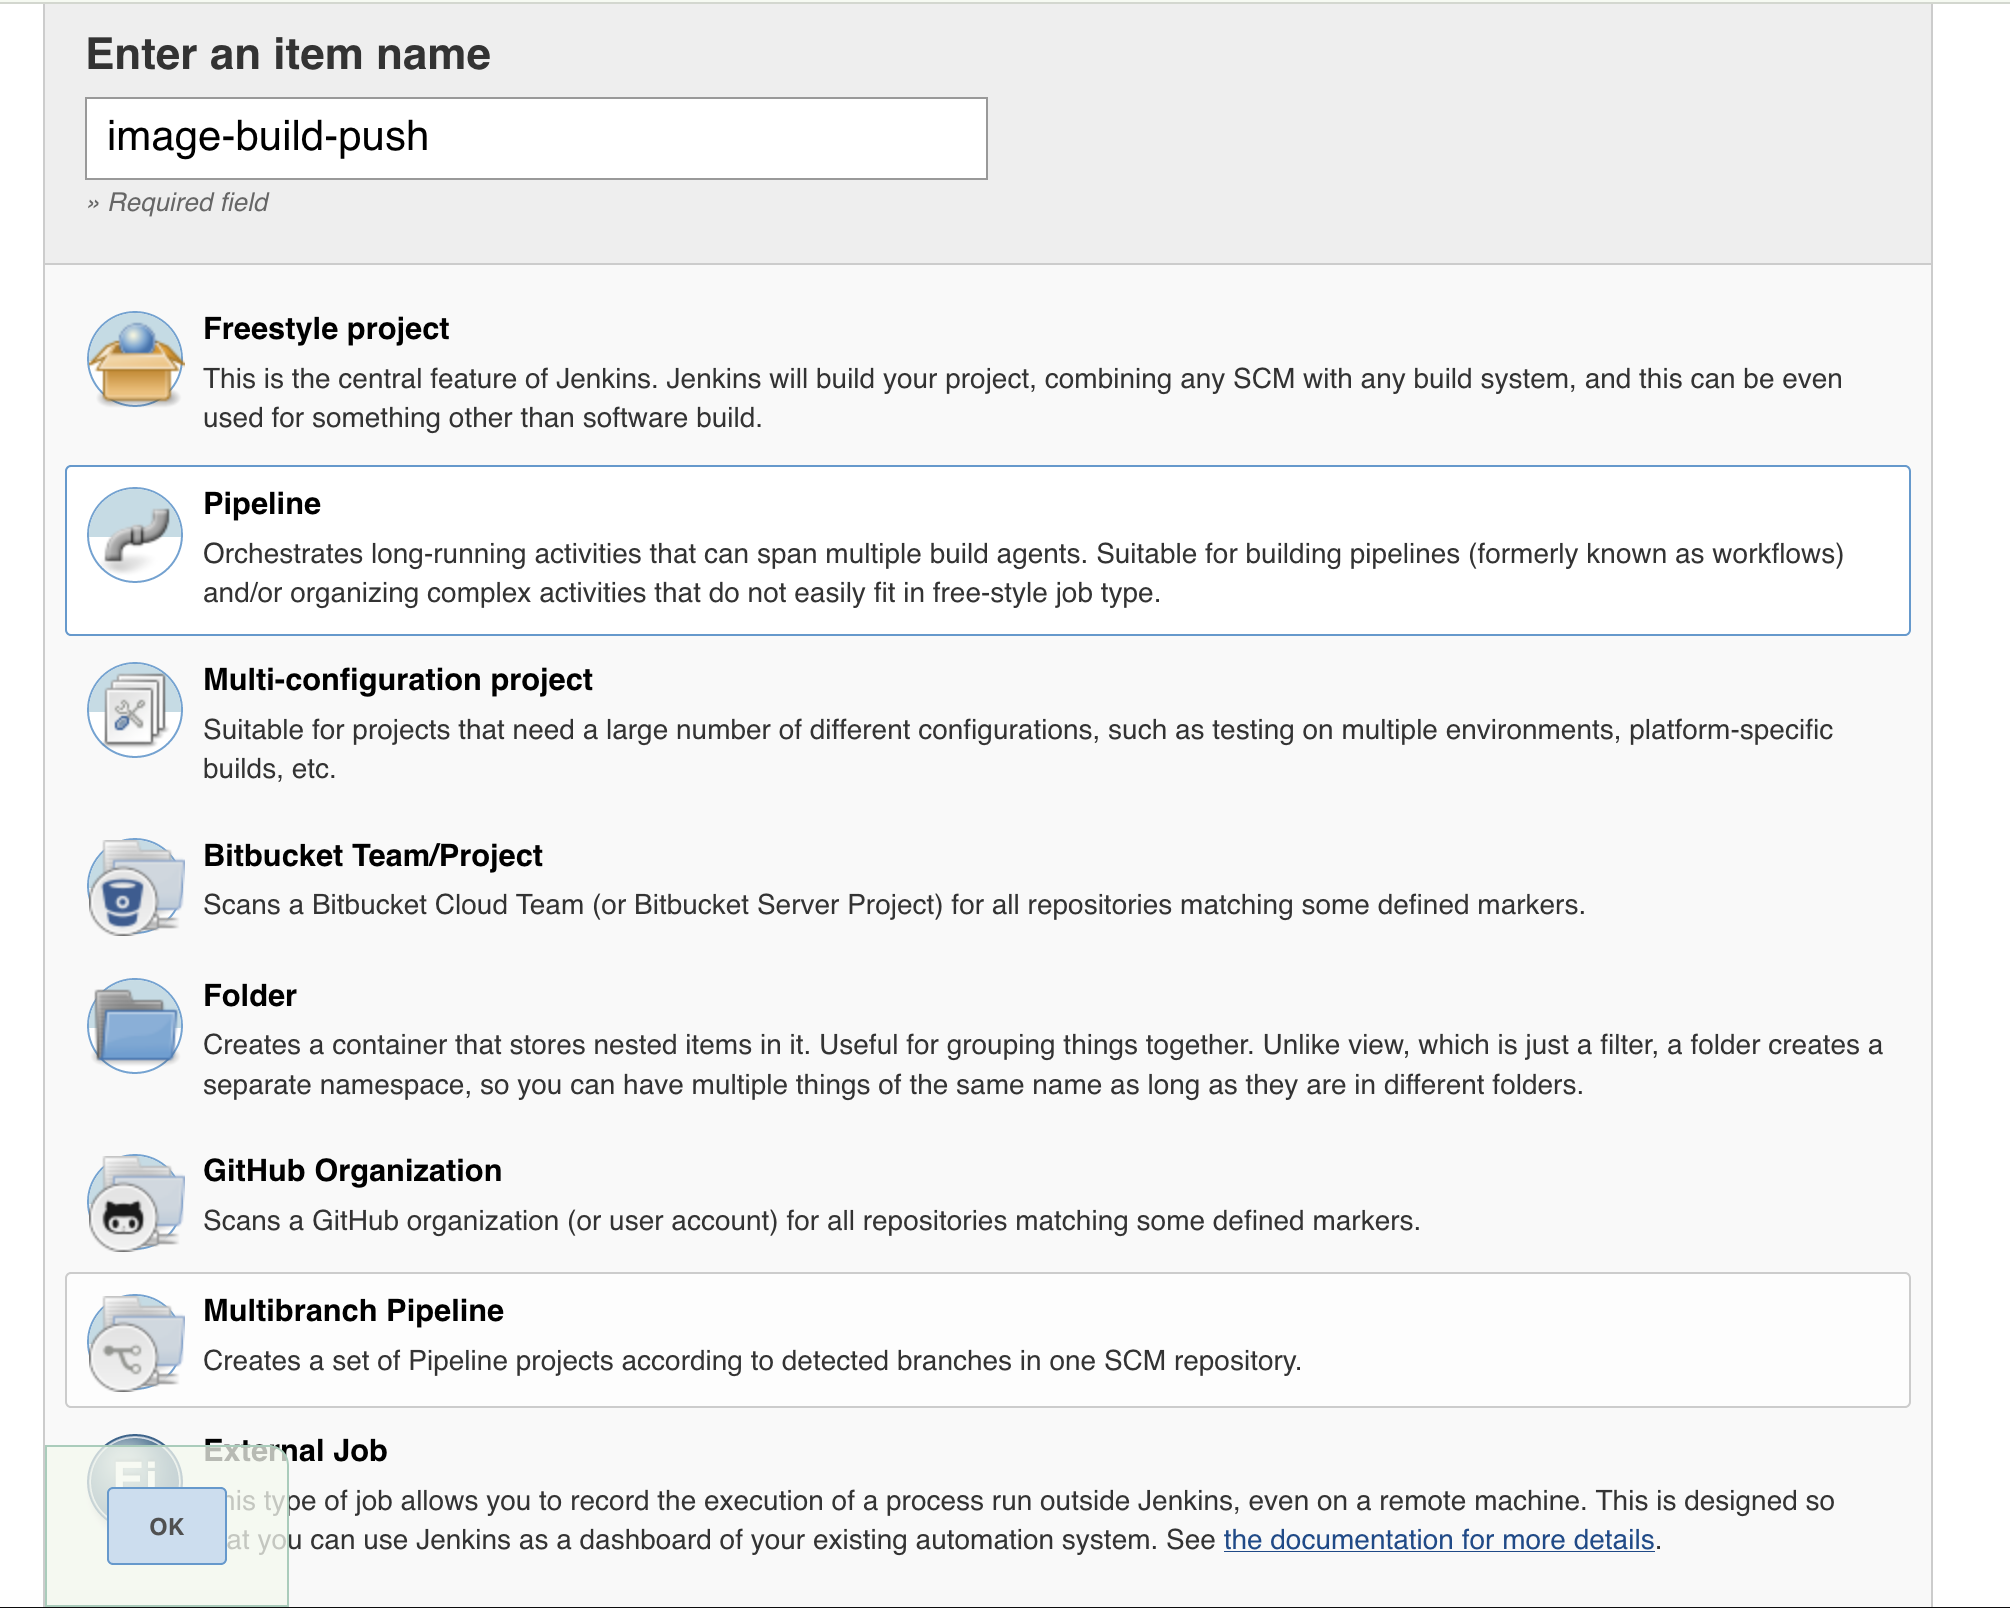 Enter an item name
image-build-push
» Required field
Freestyle project
This is the central feature of Jenkins. Jenkins will build your project, combining any SCM with any build system, and this can be even
used for something other than software build.
Pipeline
Orchestrates long-running activities that can span multiple build agents. Suitable for building pipelines (formerly known as workflows)
and/or organizing complex activities that do not easily fit in free-style job type.
Multi-configuration project
Suitable for projects that need a large number of different configurations, such as testing on multiple environments, platform-specific
builds, etc.
Bitbucket Team/Project
Scans a Bitbucket Cloud Team (or Bitbucket Server Project) for all repositories matching some defined markers.
Folder
Creates a container that stores nested items in it. Useful for grouping things together. Unlike view, which is just a filter, a folder creates a
separate namespace, so you can have multiple things of the same name as long as they are in different folders.
GitHub Organization
Scans a GitHub organization (or user account) for all repositories matching some defined markers.
Multibranch Pipeline
Creates a set of Pipeline projects according to detected branches in one SCM repository.
External Job
his type of job allows you to record the execution of a process run outside Jenkins, even on a remote machine. This is designed so
at you can use Jenkins as a dashboard of your existing automation system. See the documentation for more details.
OK